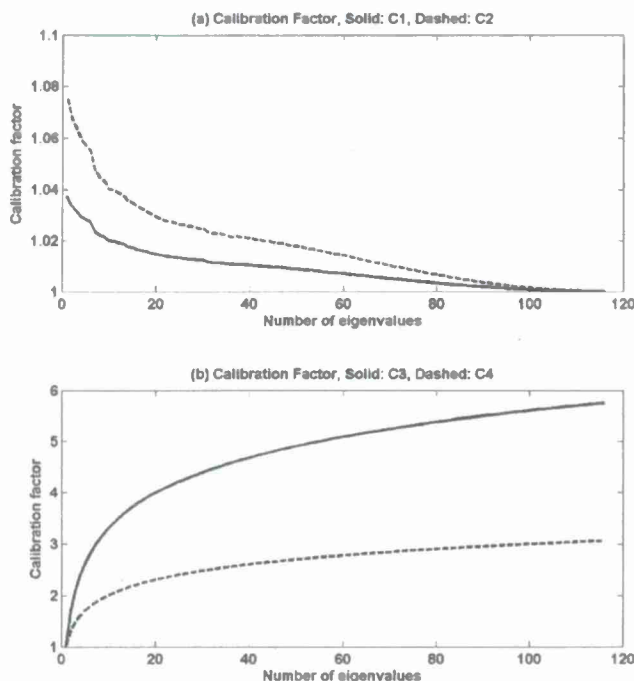 (a) Calibration Factor, Solid: C1, Dashed: C2
1.1
1.08
1.06
1.04
1.02
1
Calibration factor
0 20 40 60 80 100 120
Number of eigenvalues
(b) Calibration Factor, Solid: C3, Dashed: C4
6
5
4
3
2
1
Calibration factor
0 20 40 60 80 100 120
Number of eigenvalues